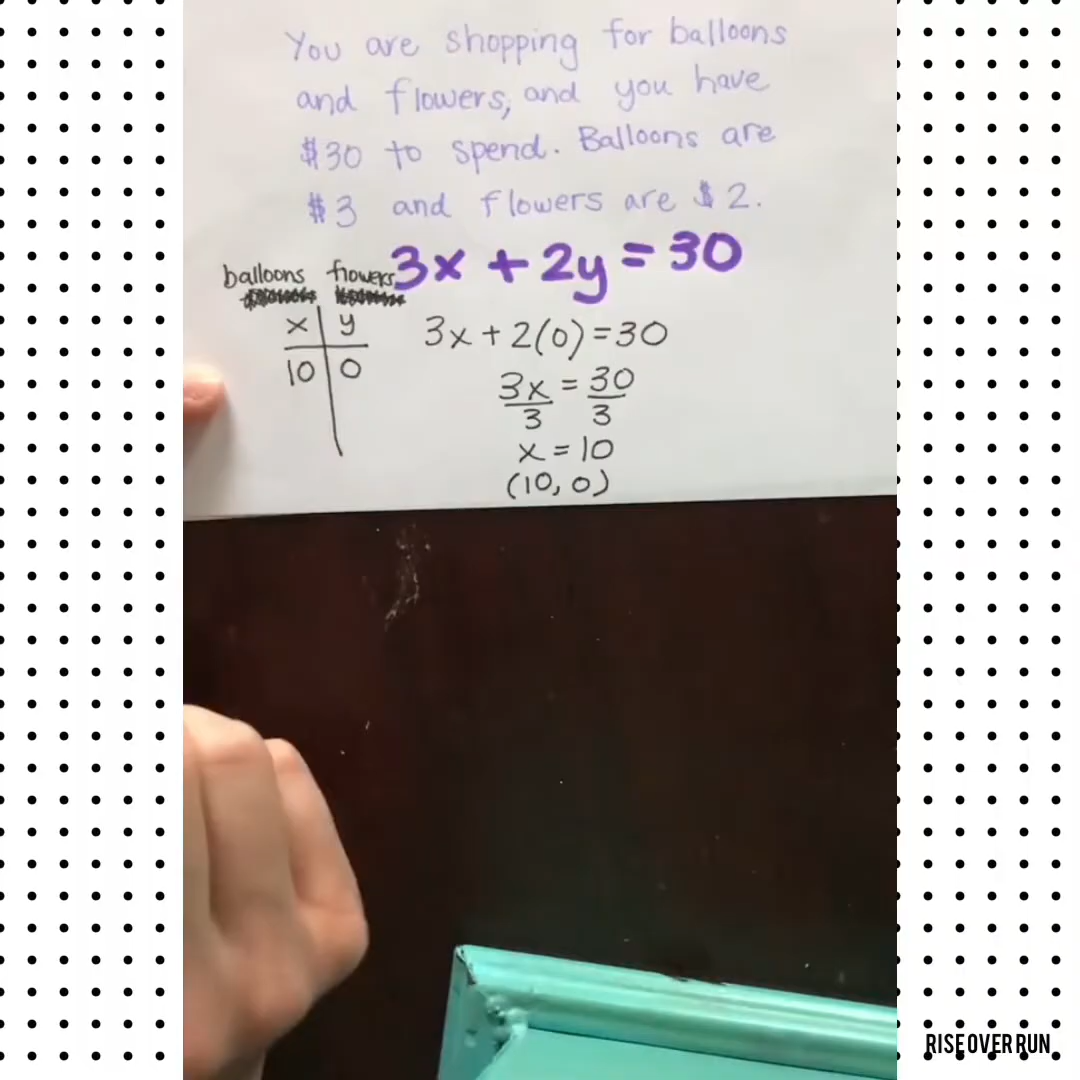 You are shopping for balloons
and flowers, and you have
$30 to spend. Balloons are
$3 and flowers are $2.
3x + 2y = 30
balloons flowers
x y
10 0
3x + 2(0) = 30
3x/3 = 30/3
x = 10
(10, 0)
RISE OVER RUN